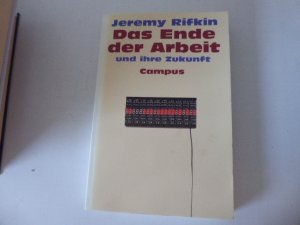 Jeremy Rifkin
Das Ende
der Arbeit
und ihre Zukunft
Campus